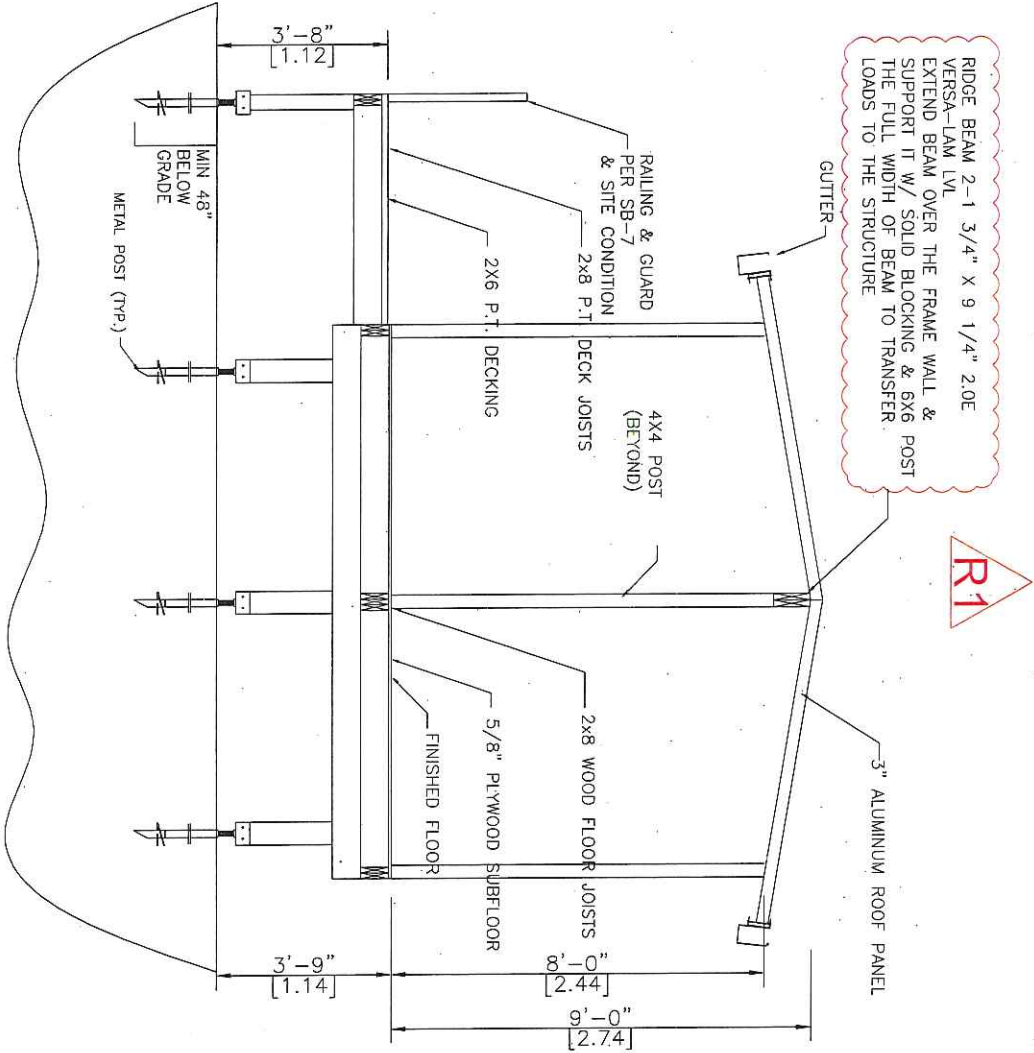 RIDGE BEAM 2-1 3/4" X 9 1/4" 2.0E
VERSA-LAM LVL
EXTEND BEAM OVER THE FRAME WALL &
SUPPORT IT W/ SOLID BLOCKING & 6X6 POST
THE FULL WIDTH OF BEAM TO TRANSFER
LOADS TO THE STRUCTURE
R1
GUTTER
3" ALUMINUM ROOF PANEL
4X4 POST
(BEYOND)
RAILING & GUARD
PER SB-7
& SITE CONDITION
2x8 P.T. DECK JOISTS
2X6 P.T. DECKING
2x8 WOOD FLOOR JOISTS
5/8" PLYWOOD SUBFLOOR
FINISHED FLOOR
3'-8"
[1.12]
MIN 48"
BELOW
GRADE
METAL POST (TYP.)
3'-9"
[1.14]
8'-0"
[2.44]
9'-0"
[2.74]